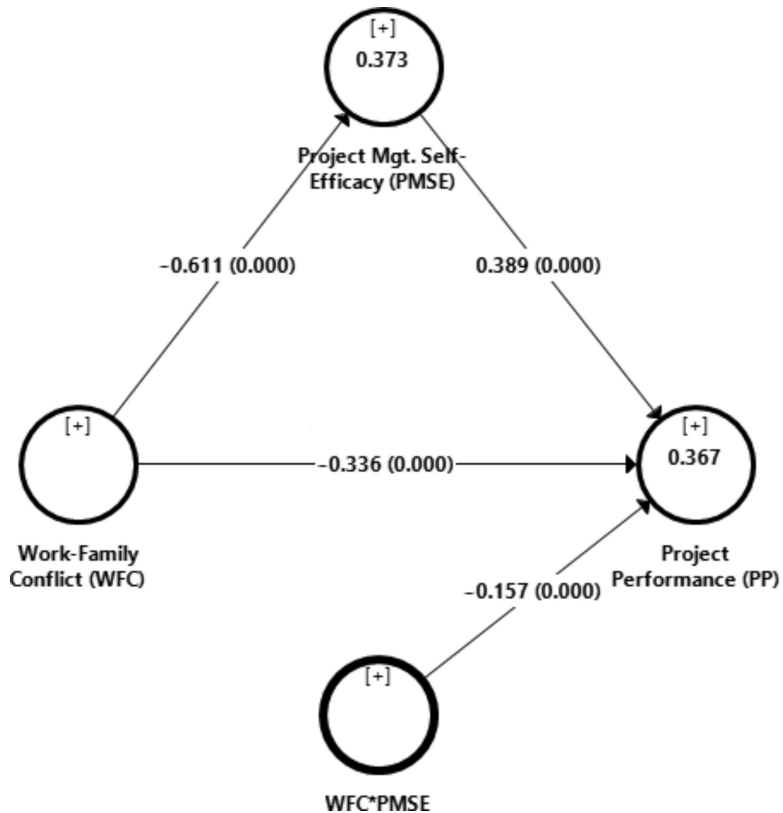 [+]
0.373
Project Mgt. Self-
Efficacy (PMSE)
−0.611 (0.000)
0.389 (0.000)
[+]
[+]
0.367
−0.336 (0.000)
Work-Family
Conflict (WFC)
Project
Performance (PP)
−0.157 (0.000)
[+]
WFC*PMSE